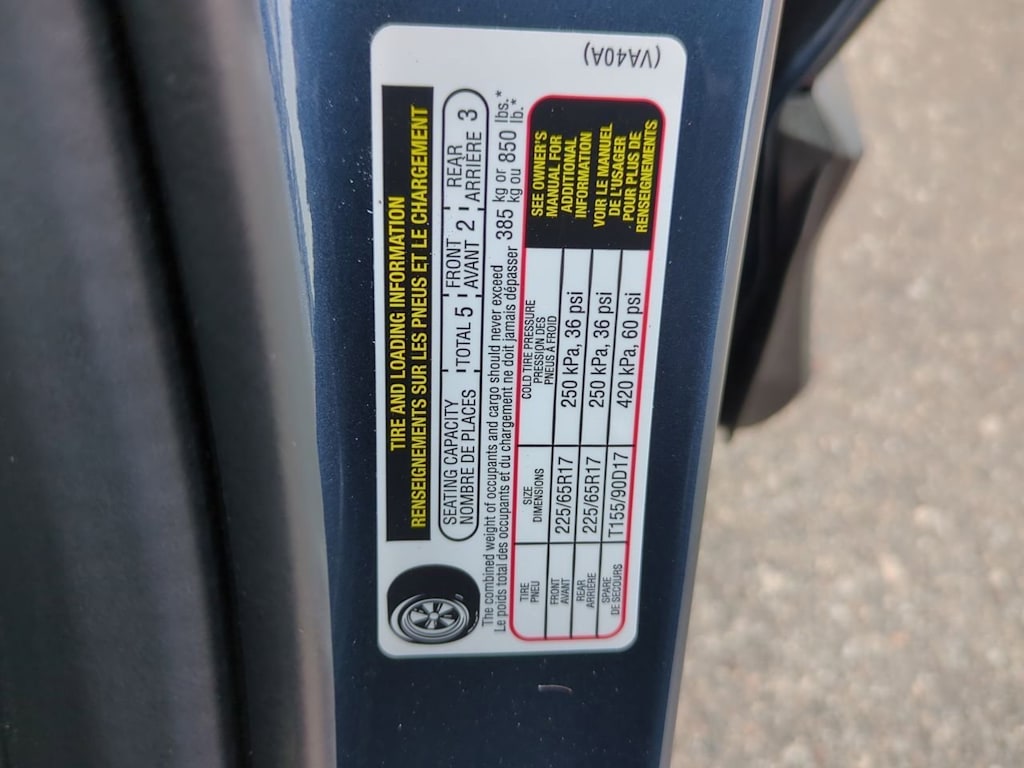 (VA40A)
TIRE AND LOADING INFORMATION
RENSEIGNEMENTS SUR LES PNEUS ET LE CHARGEMENT
SEATING CAPACITY
NOMBRE DE PLACES
TOTAL 5
FRONT
AVANT 2
REAR
ARRIÈRE 3
The combined weight of occupants and cargo should never exceed 385 kg or 850 lbs.*
Le poids total des occupants et du chargement ne doit jamais dépasser kg ou lb.*
TIRE
PNEU
SIZE
DIMENSIONS
COLD TIRE PRESSURE
PRESSION DES
PNEUS À FROID
FRONT
AVANT
225/65R17
250 kPa, 36 psi
REAR
ARRIÈRE
225/65R17
250 kPa, 36 psi
SPARE
DE SECOURS
T155/90D17
420 kPa, 60 psi
SEE OWNER'S
MANUAL FOR
ADDITIONAL
INFORMATION
VOIR LE MANUEL
DE L'USAGER
POUR PLUS DE
RENSEIGNEMENTS